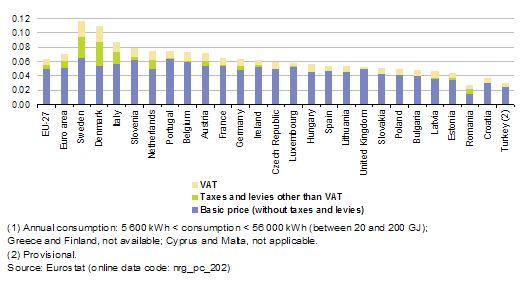 0.12
0.10
0.08
0.06
0.04
0.02
0.00
EU-27
Euro area
Sweden
Denmark
Italy
Slovenia
Netherlands
Portugal
Belgium
Austria
France
Germany
Ireland
Czech Republic
Luxembourg
Hungary
Spain
Lithuania
United Kingdom
Slovakia
Poland
Bulgaria
Latvia
Estonia
Romania
Croatia
Turkey (2)
VAT
Taxes and levies other than VAT
Basic price (without taxes and levies)
(1) Annual consumption: 5 600 kWh < consumption < 56 000 kWh (between 20 and 200 GJ);
Greece and Finland, not available; Cyprus and Malta, not applicable.
(2) Provisional.
Source: Eurostat (online data code: nrg_pc_202)